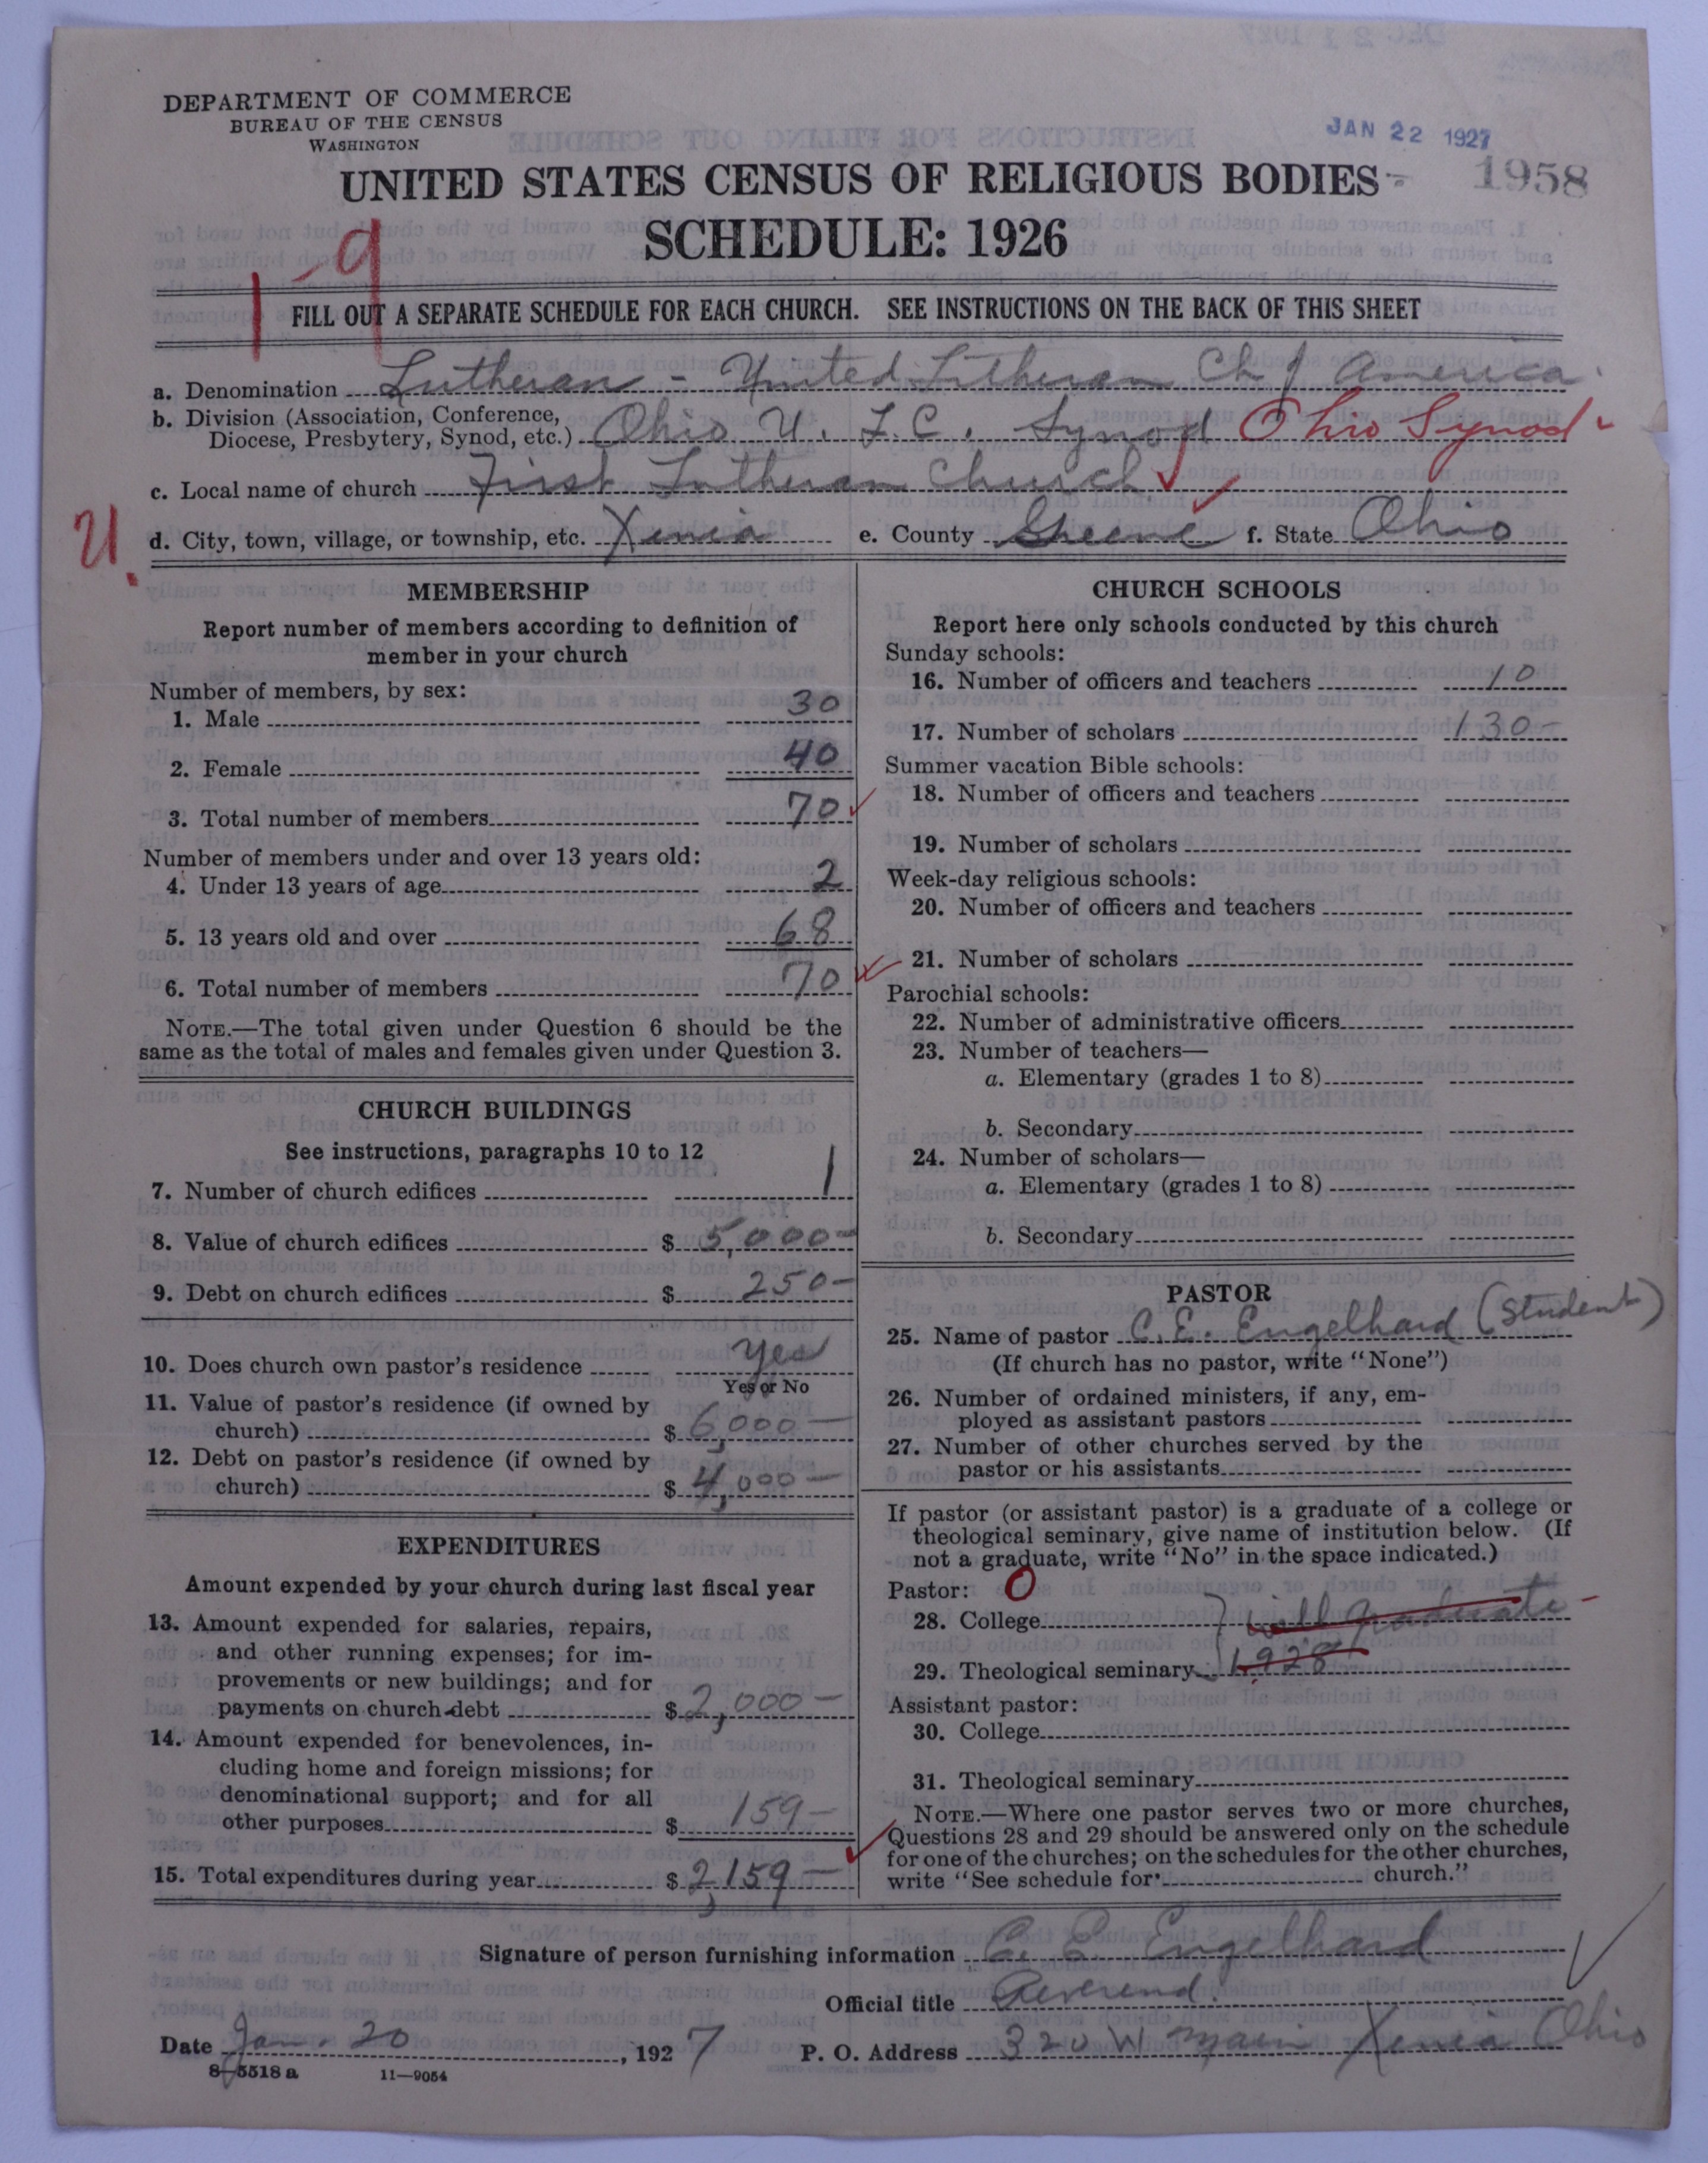 DEPARTMENT OF COMMERCE
BUREAU OF THE CENSUS
WASHINGTON
JAN 22 1927
1958
UNITED STATES CENSUS OF RELIGIOUS BODIES
SCHEDULE: 1926
1-9
FILL OUT A SEPARATE SCHEDULE FOR EACH CHURCH. SEE INSTRUCTIONS ON THE BACK OF THIS SHEET
a. Denomination Lutheran - United Lutheran Ch of America
b. Division (Association, Conference,
Diocese, Presbytery, Synod, etc.) Ohio U. L. C. Synod Ohio Synod
c. Local name of church First Lutheran Church
U.
d. City, town, village, or township, etc. Xenia e. County Greene f. State Ohio
MEMBERSHIP
Report number of members according to definition of
member in your church
Number of members, by sex:
1. Male 30
2. Female 40
3. Total number of members 70
Number of members under and over 13 years old:
4. Under 13 years of age 2
5. 13 years old and over 68
6. Total number of members 70
NOTE.—The total given under Question 6 should be the
same as the total of males and females given under Question 3.
CHURCH BUILDINGS
See instructions, paragraphs 10 to 12
7. Number of church edifices 1
8. Value of church edifices $ 5,000-
9. Debt on church edifices $ 250-
10. Does church own pastor's residence Yes
Yes or No
11. Value of pastor's residence (if owned by
church) $ 6,000-
12. Debt on pastor's residence (if owned by
church) $ 4,000-
EXPENDITURES
Amount expended by your church during last fiscal year
13. Amount expended for salaries, repairs,
and other running expenses; for im-
provements or new buildings; and for
payments on church debt $ 2,000-
14. Amount expended for benevolences, in-
cluding home and foreign missions; for
denominational support; and for all
other purposes $ 159-
15. Total expenditures during year $ 2,159-
CHURCH SCHOOLS
Report here only schools conducted by this church
Sunday schools:
16. Number of officers and teachers 10
17. Number of scholars 130-
Summer vacation Bible schools:
18. Number of officers and teachers
19. Number of scholars
Week-day religious schools:
20. Number of officers and teachers
21. Number of scholars
Parochial schools:
22. Number of administrative officers
23. Number of teachers—
a. Elementary (grades 1 to 8)
b. Secondary
24. Number of scholars—
a. Elementary (grades 1 to 8)
b. Secondary
PASTOR
25. Name of pastor C. E. Engelhard (Student)
(If church has no pastor, write "None")
26. Number of ordained ministers, if any, em-
ployed as assistant pastors
27. Number of other churches served by the
pastor or his assistants
If pastor (or assistant pastor) is a graduate of a college or
theological seminary, give name of institution below. (If
not a graduate, write "No" in the space indicated.)
Pastor: O
28. College will graduate
29. Theological seminary 1928
Assistant pastor:
30. College
31. Theological seminary
NOTE.—Where one pastor serves two or more churches,
Questions 28 and 29 should be answered only on the schedule
for one of the churches; on the schedules for the other churches,
write "See schedule for church."
Signature of person furnishing information C. E. Engelhard
Official title Reverend.
Date Jan. 20, 1927 P. O. Address 320 W Main Xenia Ohio
8-5518 a 11-9054